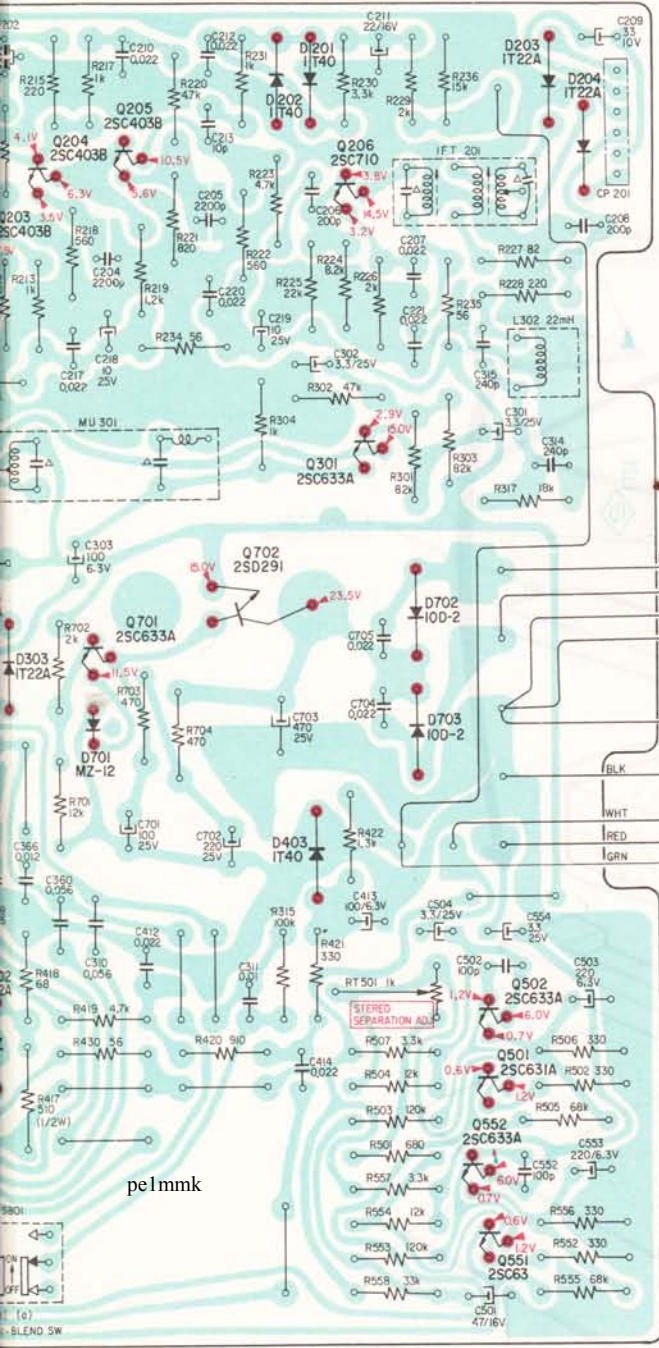 202
C210
0.022
C212
0.022
R231
1k
D201
1T40
C211
22/16V
D203
1T22A
C209
33
10V
R215
220
R217
1k
R220
4.7k
D202
1T40
R230
3.3k
R229
2k
R236
15k
D204
1T22A
Q205
2SC403B
C213
10p
4.1V
Q204
2SC403B
10.5V
5.6V
6.3V
3.5V
Q206
2SC710
3.8V
14.5V
3.2V
IFT 201
CP 201
Q203
2SC403B
R223
4.7k
C205
2200p
C206
200p
C208
200p
R218
560
R221
820
R222
560
R224
8.2k
C207
0.022
R227 82
C204
2200p
R213
1k
R219
1.2k
C220
0.022
R225
22k
R226
2k
C221
0.022
R235
56
R228 220
L302 22mH
C217
0.022
C218
10
25V
R234 56
C219
10
25V
C302
3.3/25V
C315
240p
R302 47k
MU 301
R304
1k
2.9V
15.0V
Q301
2SC633A
R301
82k
R303
82k
C301
3.3/25V
C314
240p
R317 18k
C303
100
6.3V
15.0V
Q702
2SD291
23.5V
D702
10D-2
R702
2k
Q701
2SC633A
C705
0.022
D303
1T22A
11.5V
R703
470
R704
470
C703
470
25V
C704
0.022
D703
10D-2
D701
MZ-12
BLK
R701
12k
C701
100
25V
C702
220
25V
D403
1T40
R422
1.3k
WHT
RED
GRN
C366
0.012
C360
0.056
C413
100/6.3V
C504
3.3/25V
C554
33
25V
C310
0.056
C412
0.022
C311
0.01
R315
100k
R421
330
C502
100p
C503
220
6.3V
R418
68
RT501 1k
STEREO
SEPARATION ADJ
1.2V
Q502
2SC633A
6.0V
0.7V
R419 4.7k
R430 56
R420 910
C414
0.022
R507 3.3k
R506 330
0.6V
Q501
2SC631A
1.2V
R504 12k
R502 330
R417
510
(1/2W)
R503 120k
R505 68k
Q552
2SC633A
R501 680
6.0V
0.7V
C552
100p
C553
220/6.3V
R557 3.3k
pe1mmk
R554 12k
0.6V
1.2V
R556 330
S801
R553 120k
R552 330
Q551
2SC63
ON
OFF
R558 33k
R555 68k
C501
47/16V
(a)
-BLEND SW